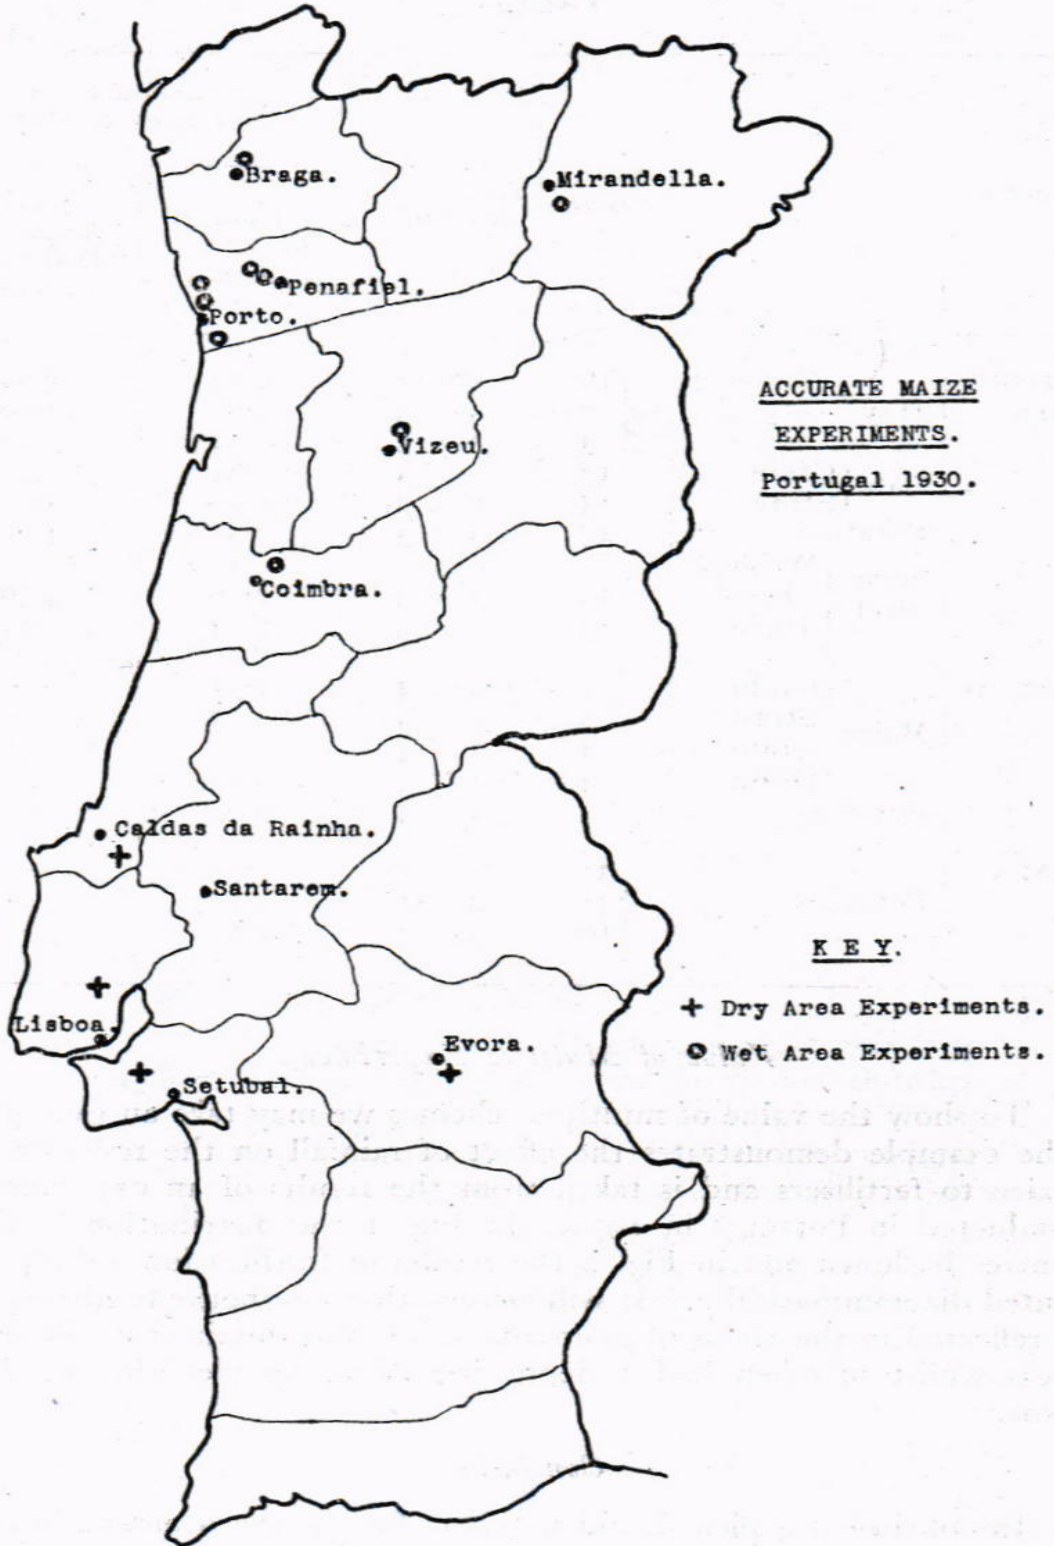 Braga.
Mirandella.
Penafiel.
Porto.
ACCURATE MAIZE
EXPERIMENTS.
Portugal 1930.
Vizeu.
Coimbra.
Caldas da Rainha.
Santarem.
K E Y.
+ Dry Area Experiments.
Wet Area Experiments.
Lisboa.
Evora.
Setubal.